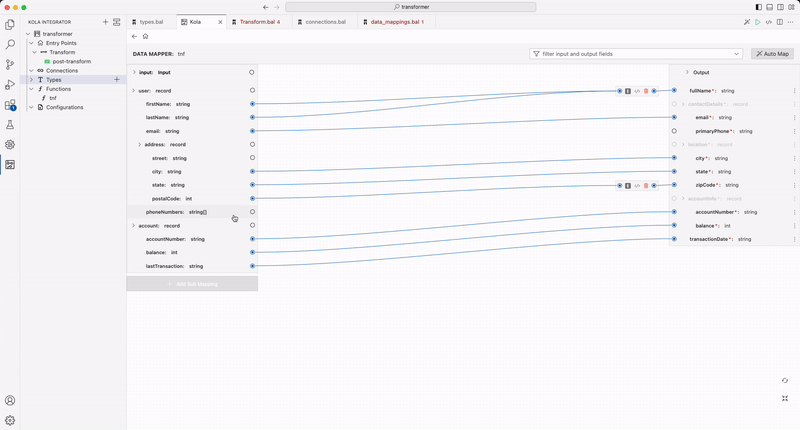 transformer
KOLA INTEGRATOR
transformer
Entry Points
Transform
post-transform
Connections
Types
Functions
tnf
Configurations
types.bal
Kola
Transform.bal 4
connections.bal
data_mappings.bal 1
DATA MAPPER: tnf
filter input and output fields
Auto Map
input: Input
user: record
firstName: string
lastName: string
email: string
address: record
street: string
city: string
state: string
postalCode: int
phoneNumbers: string[]
account: record
accountNumber: string
balance: int
lastTransaction: string
Add Sub Mapping
Output
fullName*: string
contactDetails*: record
email*: string
primaryPhone*: string
location*: record
city*: string
state*: string
zipCode*: string
accountInfo*: record
accountNumber*: string
balance*: int
transactionDate*: string